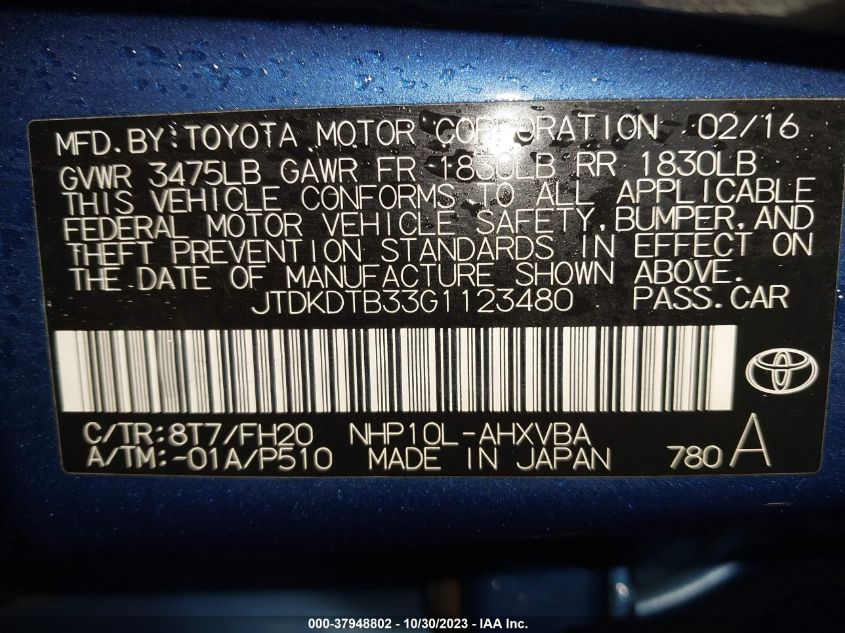 MFD. BY: TOYOTA MOTOR CORPORATION 02/16
GVWR 3475LB GAWR FR 1830LB RR 1830LB
THIS VEHICLE CONFORMS TO ALL APPLICABLE
FEDERAL MOTOR VEHICLE SAFETY, BUMPER, AND
THEFT PREVENTION STANDARDS IN EFFECT ON
THE DATE OF MANUFACTURE SHOWN ABOVE.
JTDKDTB33G1123480 PASS. CAR
C/TR: 8T7/FH20 NHP10L-AHXVBA
A/TM: -01A/P510 MADE IN JAPAN 780 A
000-37948802 - 10/30/2023 - IAA Inc.